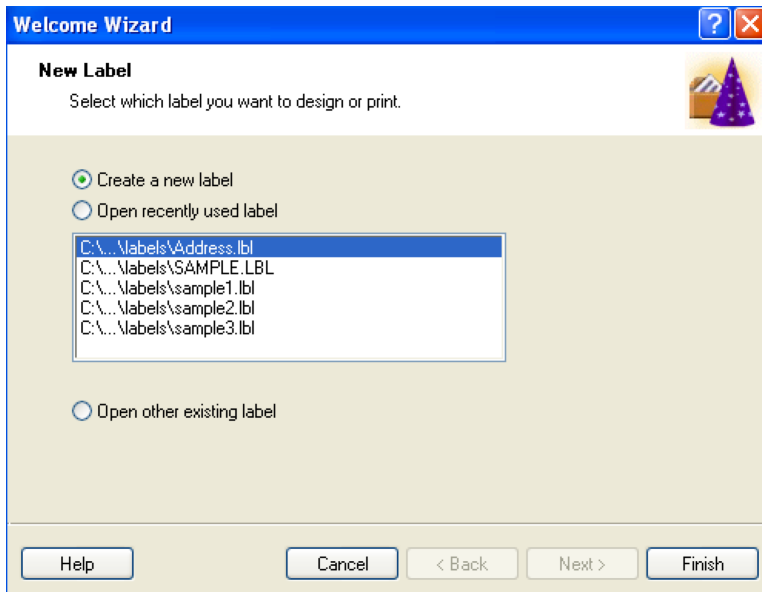 Welcome Wizard
New Label
Select which label you want to design or print.
Create a new label
Open recently used label
C:\...\labels\Address.lbl
C:\...\labels\SAMPLE.LBL
C:\...\labels\sample1.lbl
C:\...\labels\sample2.lbl
C:\...\labels\sample3.lbl
Open other existing label
Help Cancel < Back Next > Finish